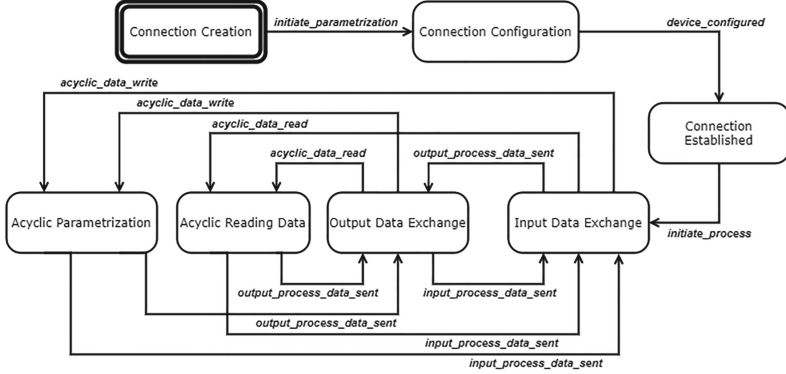 Connection Creation
initiate_parametrization
Connection Configuration
device_configured
acyclic_data_write
acyclic_data_write
acyclic_data_read
acyclic_data_read
output_process_data_sent
Connection
Established
Acyclic Parametrization
Acyclic Reading Data
Output Data Exchange
Input Data Exchange
initiate_process
output_process_data_sent
input_process_data_sent
output_process_data_sent
input_process_data_sent
input_process_data_sent